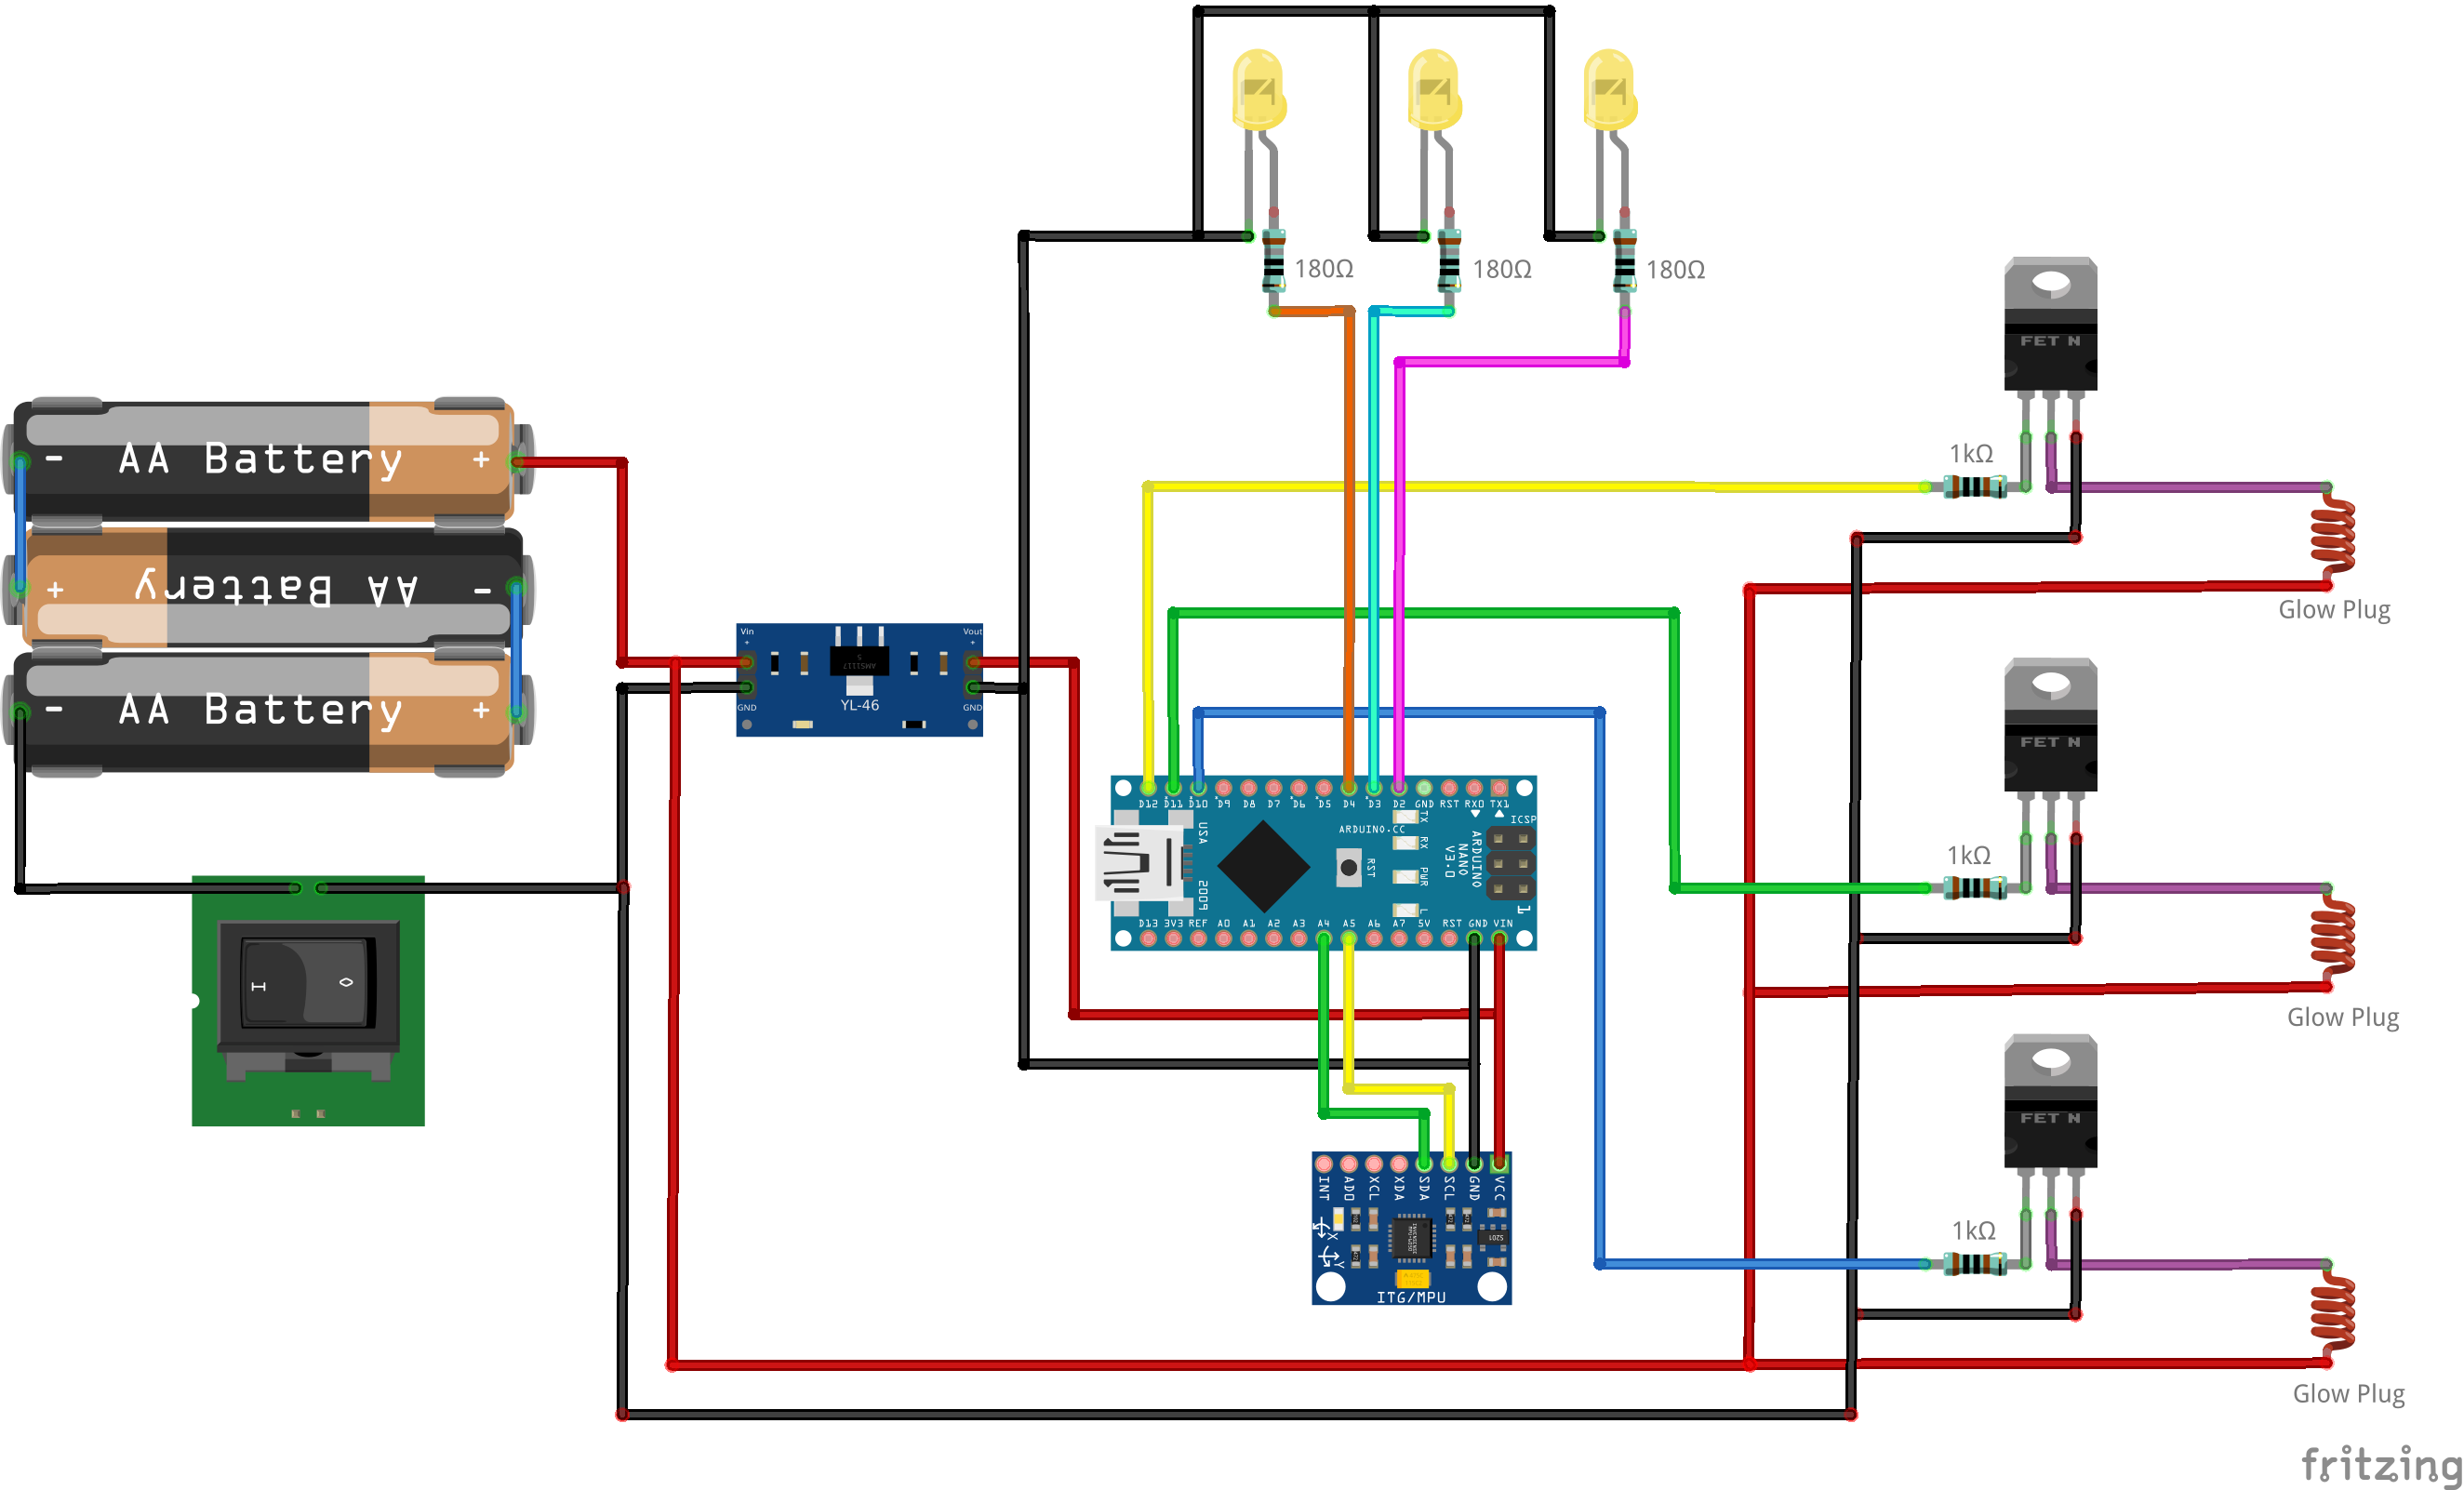 180Ω
180Ω
180Ω
FET N
- AA Battery +
1kΩ
+ AA Battery -
Glow Plug
Vin
+
Vout
+
AMS1117
5
YL-46
GND
GND
- AA Battery +
FET N
D12 D11 D10 D9 D8 D7 D6 D5 D4 D3 D2 GND RST RX0 TX1
ICSP
ARDUINO.CC
TX
RX
PWR
L
RST
USA
2009
ARDUINO
NANO
V3.0
1
1kΩ
D13 3V3 REF A0 A1 A2 A3 A4 A5 A6 A7 5V RST GND VIN
I O
Glow Plug
FET N
INT AD0 XCL XDA SDA SCL GND VCC
X
Y
ITG/MPU
1kΩ
Glow Plug
fritzing